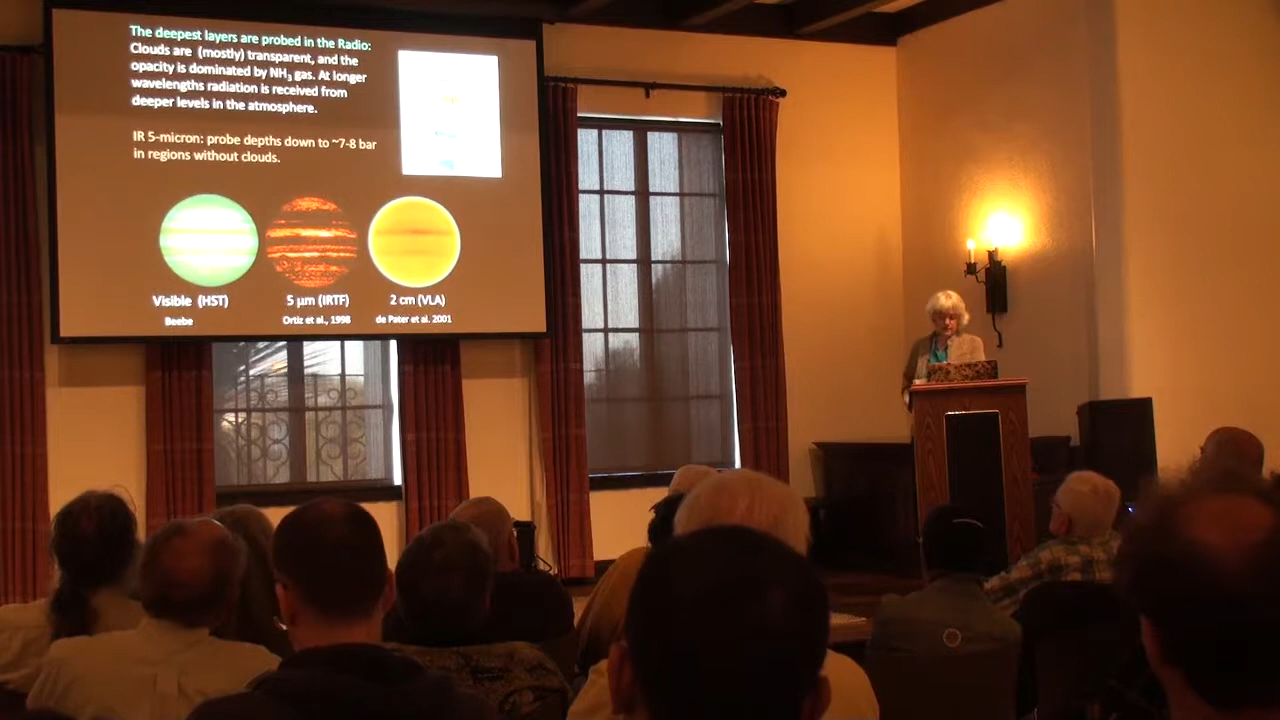 The deepest layers are probed in the Radio:
Clouds are (mostly) transparent, and the
opacity is dominated by NH₃ gas. At longer
wavelengths radiation is received from
deeper levels in the atmosphere.
IR 5-micron: probe depths down to ~7-8 bar
in regions without clouds.
Visible (HST) 5 μm (IRTF) 2 cm (VLA)
Beebe Ortiz et al., 1998 de Pater et al. 2001